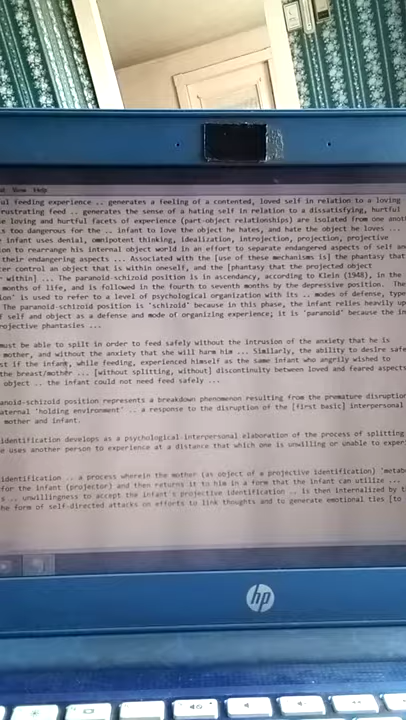 View Help
ul feeding experience .. generates a feeling of a contented, loved self in relation to a loving
rustrating feed .. generates the sense of a hating self in relation to a dissatisfying, hurtful
e loving and hurtful facets of experience (part-object relationships) are isolated from one anot
s too dangerous for the .. infant to love the object he hates, and hate the object he loves ...
e infant uses denial, omnipotent thinking, idealization, introjection, projection, projective
on to rearrange his internal object world in an effort to separate endangered aspects of self and
their endangering aspects ... Associated with the [use of these mechanisms is] the phantasy that
ter control an object that is within oneself, and the [phantasy that the projected object
r within] ... The paranoid-schizoid position is in ascendancy, according to Klein (1948), in the
months of life, and is followed in the fourth to seventh months by the depressive position. The
ion' is used to refer to a level of psychological organization with its .. modes of defense, type
The paranoid-schizoid position is 'schizoid' because in this phase, the infant relies heavily up
f self and object as a defense and mode of organizing experience; it is 'paranoid' because the in
rojective phantasies ...
must be able to split in order to feed safely without the intrusion of the anxiety that he is
mother, and without the anxiety that she will harm him ... Similarly, the ability to desire safe
st if the infant, while feeding, experienced himself as the same infant who angrily wished to
the breast/mother ... [without splitting, without] discontinuity between loved and feared aspects
object .. the infant could not need feed safely ...
anoid-schizoid position represents a breakdown phenomenon resulting from the premature disruption
aternal 'holding environment' .. a response to the disruption of the [first basic] interpersonal
mother and infant.
identification develops as a psychological-interpersonal elaboration of the process of splitting
e uses another person to experience at a distance that which one is unwilling or unable to exper
identification .. a process wherein the mother (as object of a projective identification) 'metab
for the infant (projector) and then returns it to him in a form that the infant can utilize ...
s .. unwillingness to accept the infant's projective identification .. is then internalized by t
he form of self-directed attacks on efforts to link thoughts and to generate emotional ties [to
hp